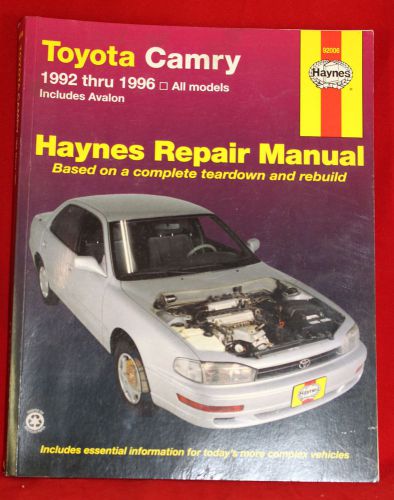 Toyota Camry
1992 thru 1996 □ All models
Includes Avalon
92006
Haynes
Haynes Repair Manual
Based on a complete teardown and rebuild
Haynes
Includes essential information for today's more complex vehicles